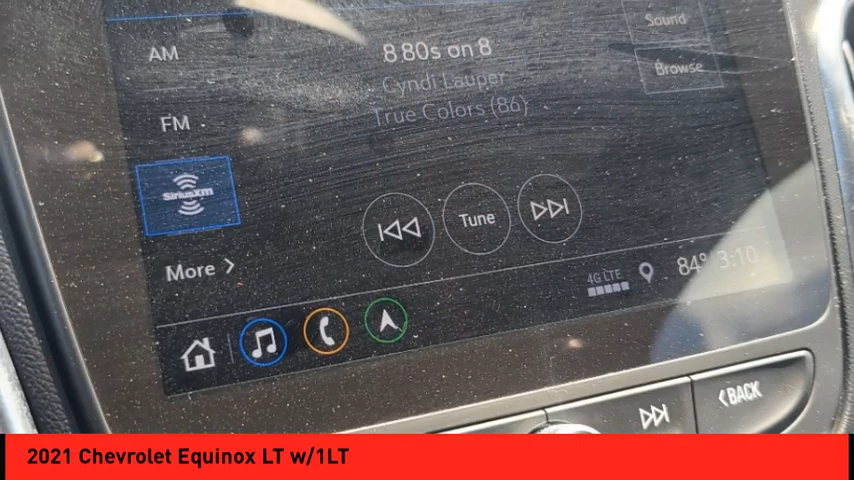 Sound
AM
8 80s on 8
Browse
Cyndi Lauper
True Colors (86)
FM
SiriusXm
Tune
More
4G LTE
84° 3:10
BACK
2021 Chevrolet Equinox LT w/1LT